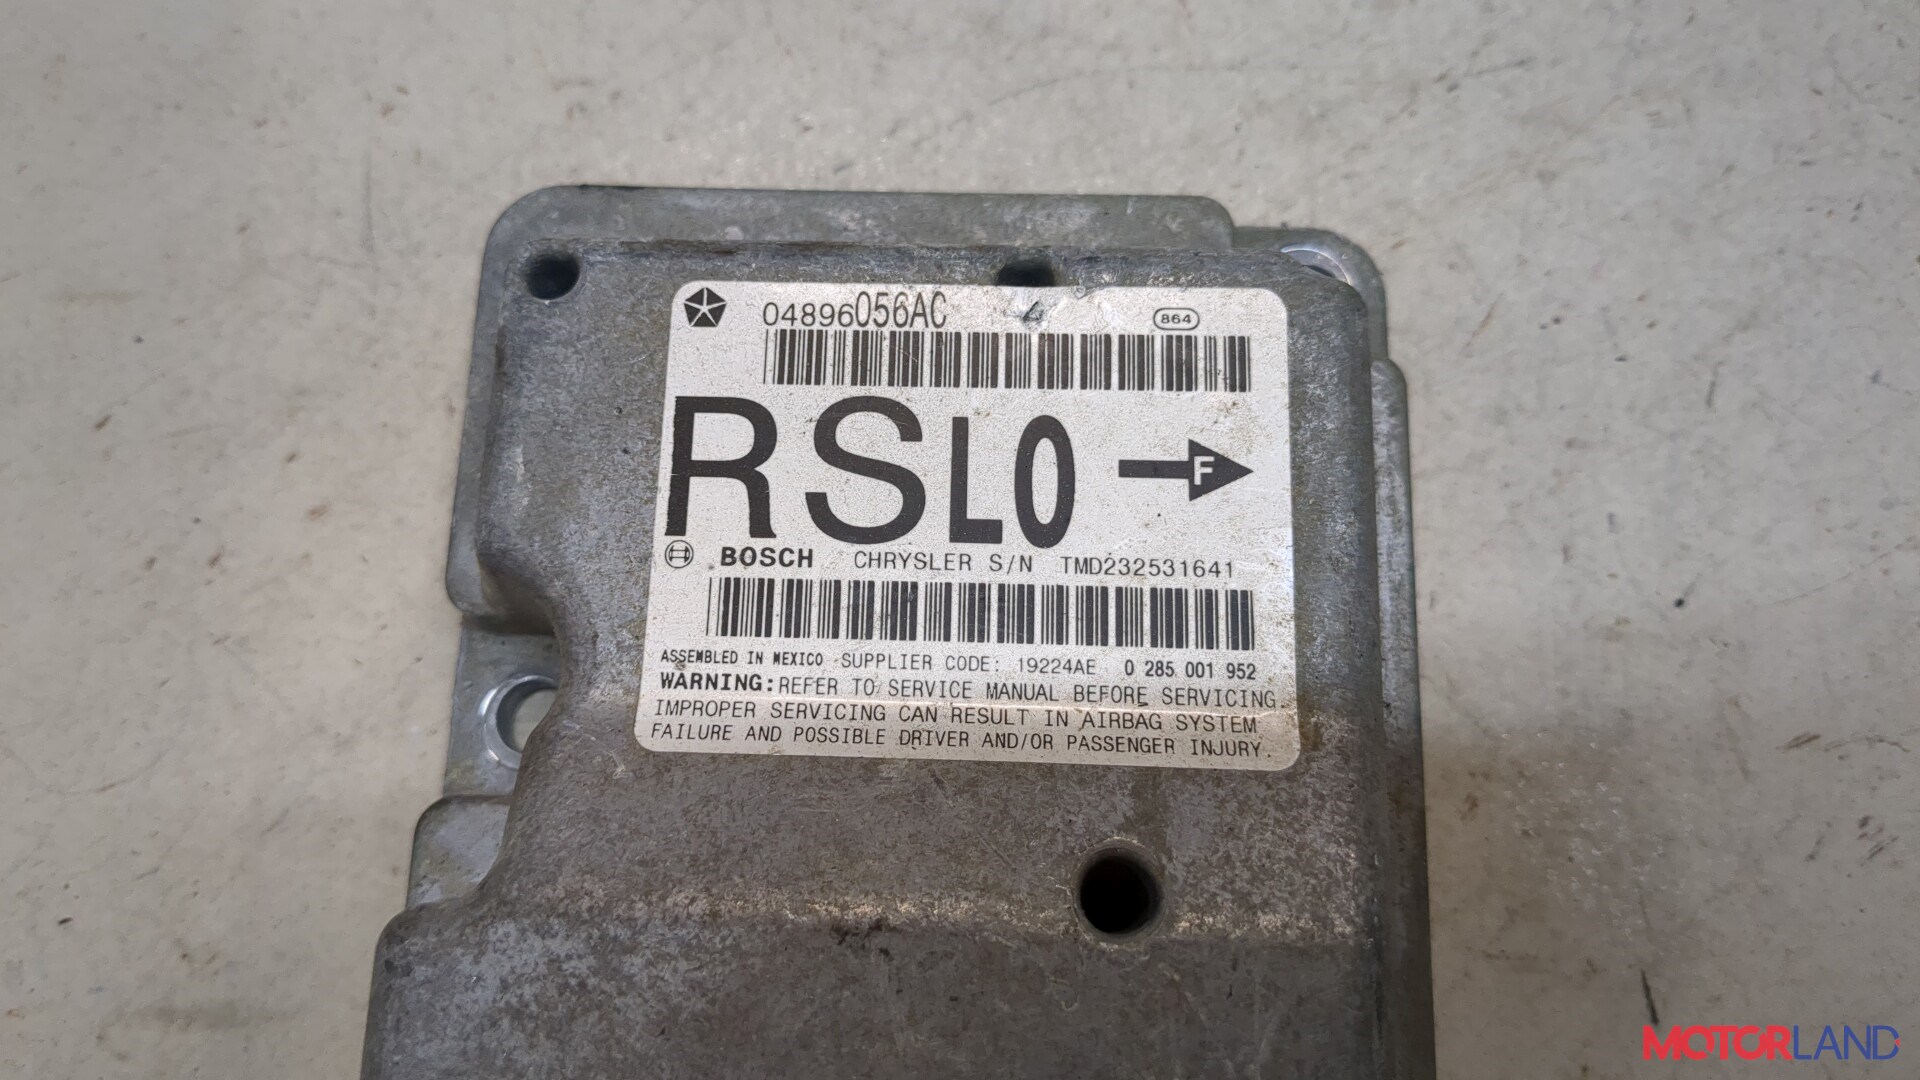 04896056AC 864
RSLO F
BOSCH CHRYSLER S/N TMD232531641
ASSEMBLED IN MEXICO SUPPLIER CODE: 19224AE 0 285 001 952
WARNING: REFER TO SERVICE MANUAL BEFORE SERVICING.
IMPROPER SERVICING CAN RESULT IN AIRBAG SYSTEM
FAILURE AND POSSIBLE DRIVER AND/OR PASSENGER INJURY.
MOTORLAND